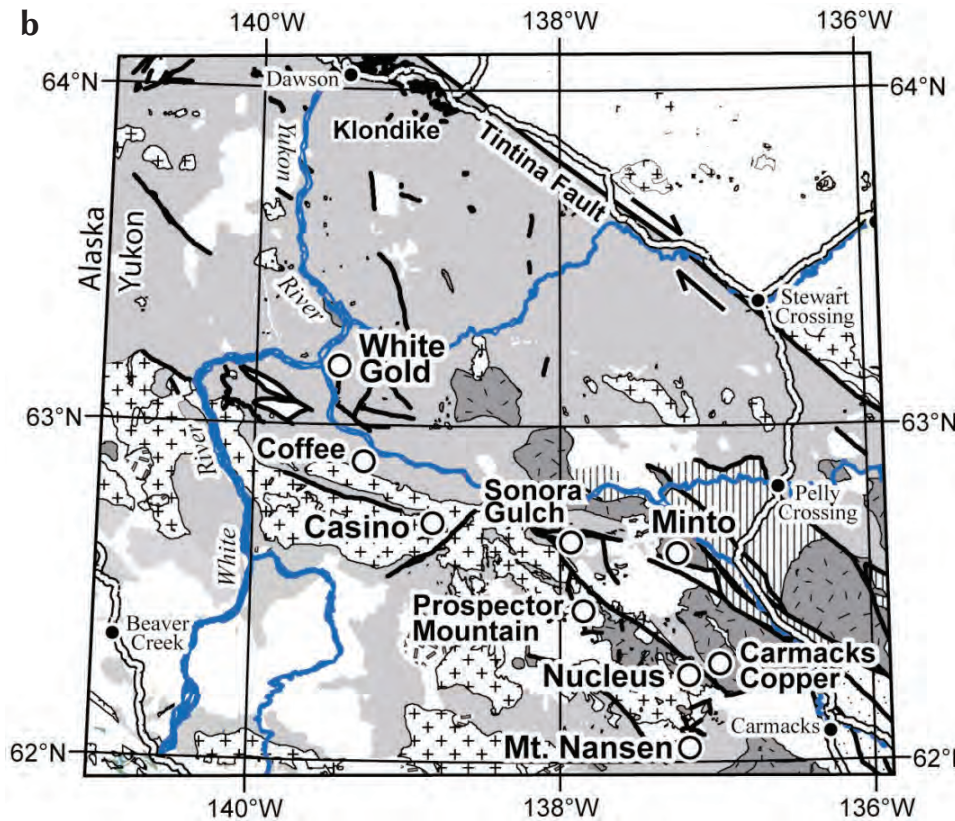 b
140°W
138°W
136°W
64°N
64°N
Dawson
Klondike
Yukon
River
Tintina Fault
Alaska
Yukon
Stewart
Crossing
White
Gold
63°N
63°N
Coffee
River
White
Sonora
Gulch
Pelly
Crossing
Casino
Minto
Beaver
Creek
Prospector
Mountain
Carmacks
Copper
Nucleus
Carmacks
Mt. Nansen
62°N
62°N
140°W
138°W
136°W